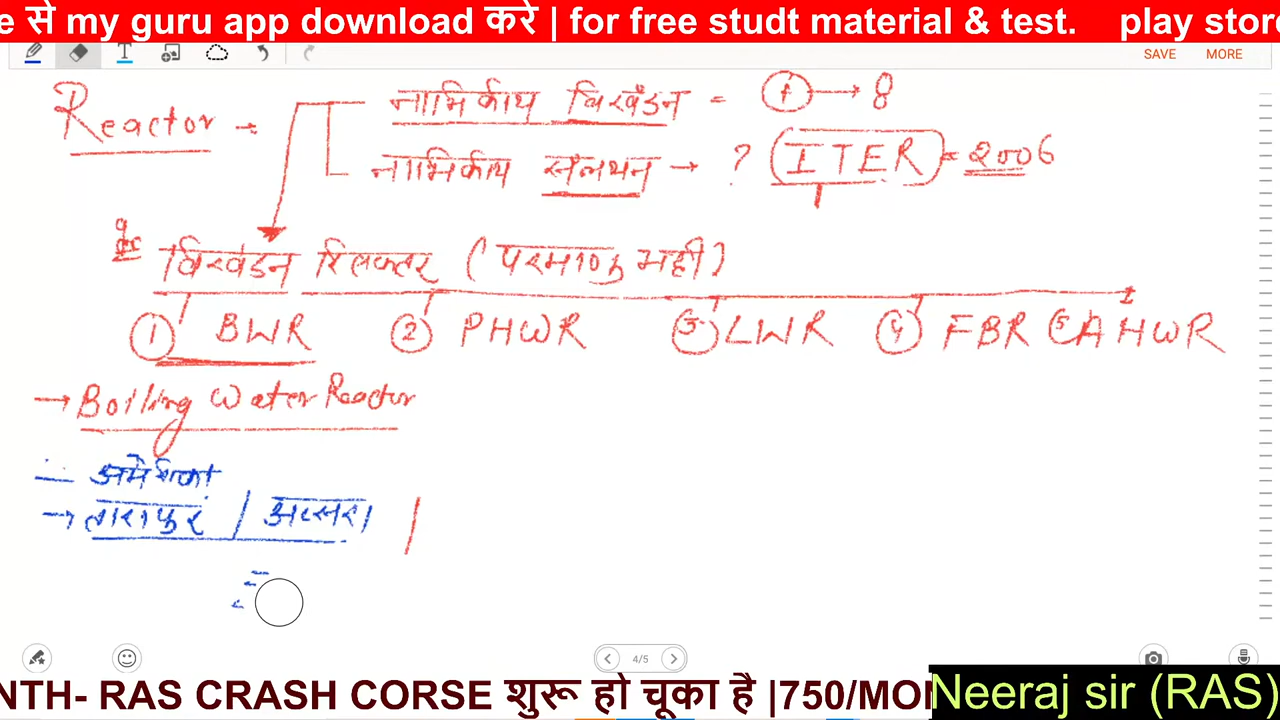 e से my guru app download करे | for free studt material & test. play store
T
SAVE MORE
नाभिकीय विखंडन = → 8
Reactor →
नाभिकीय संलयन → ? (ITER) = 2006
विखंडन रिएक्टर (परमाणु भट्टी)
① BWR ② PHWR ③ LWR ④ FBR ⑤ AHWR
→ Boiling Water Reactor
अमेरिका
→ तारापुर | अप्सरा |
4/5
NTH- RAS CRASH CORSE शुरू हो चूका है |750/MON
Neeraj sir (RAS)